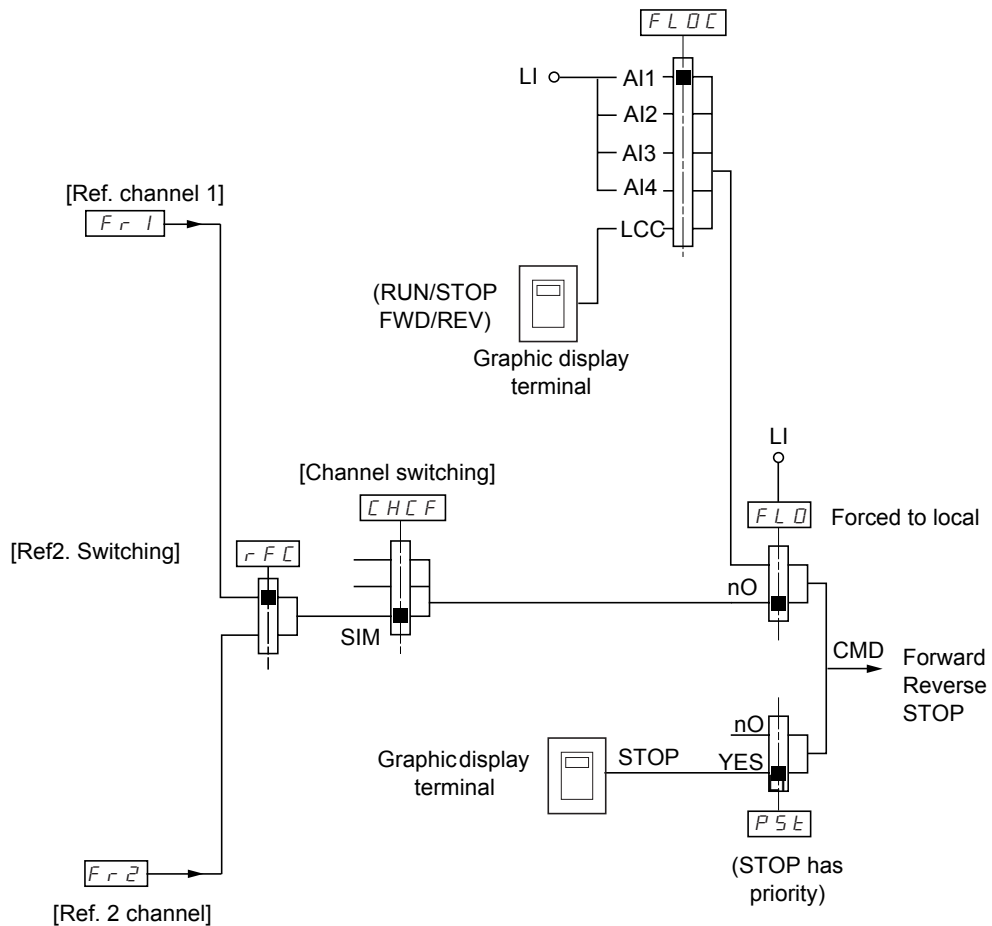 FLOC
LI
AI1
AI2
AI3
AI4
LCC
[Ref. channel 1]
Fr1
(RUN/STOP
FWD/REV)
Graphic display
terminal
LI
[Channel switching]
CHCF
FLO
Forced to local
[Ref2. Switching]
rFC
nO
SIM
CMD
Forward
Reverse
STOP
nO
Graphic display
terminal
STOP
YES
LI
PSt
(STOP has
priority)
Fr2
[Ref. 2 channel]